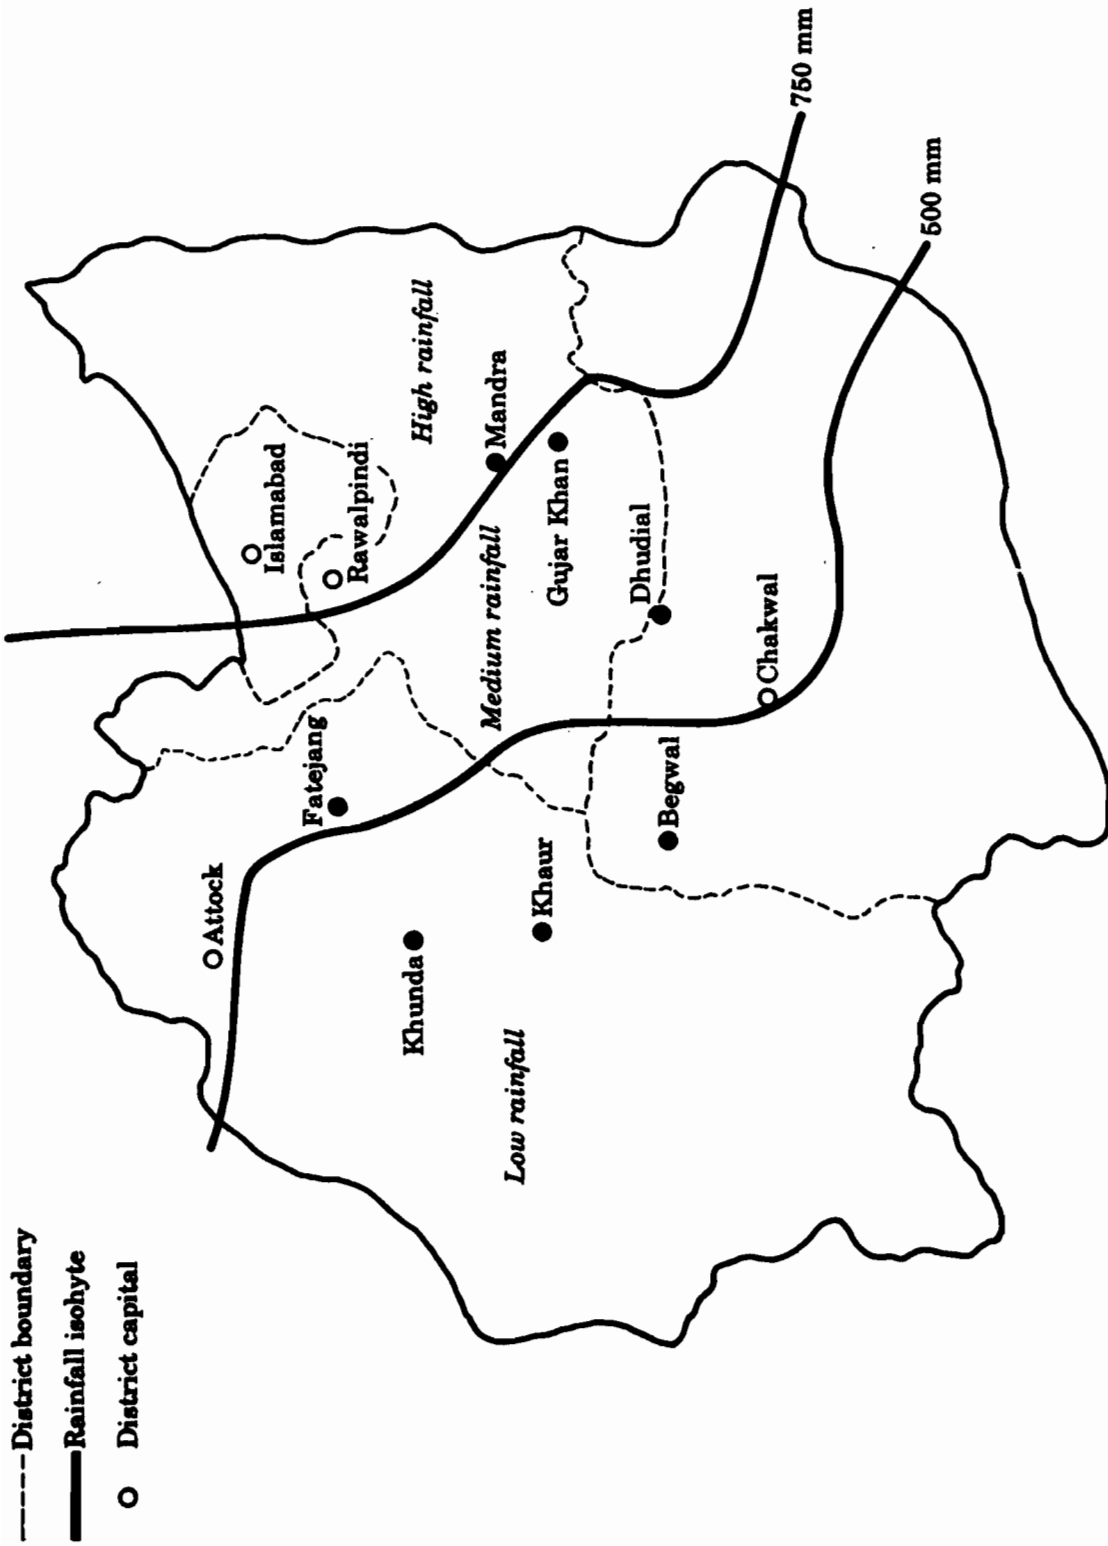 District boundary
Rainfall isohyte
District capital
Attock
Fatejang
Islamabad
Rawalpindi
High rainfall
Mandra
Medium rainfall
Gujar Khan
Khunda
Khaur
Low rainfall
Dhudial
Begwal
Chakwal
750 mm
500 mm